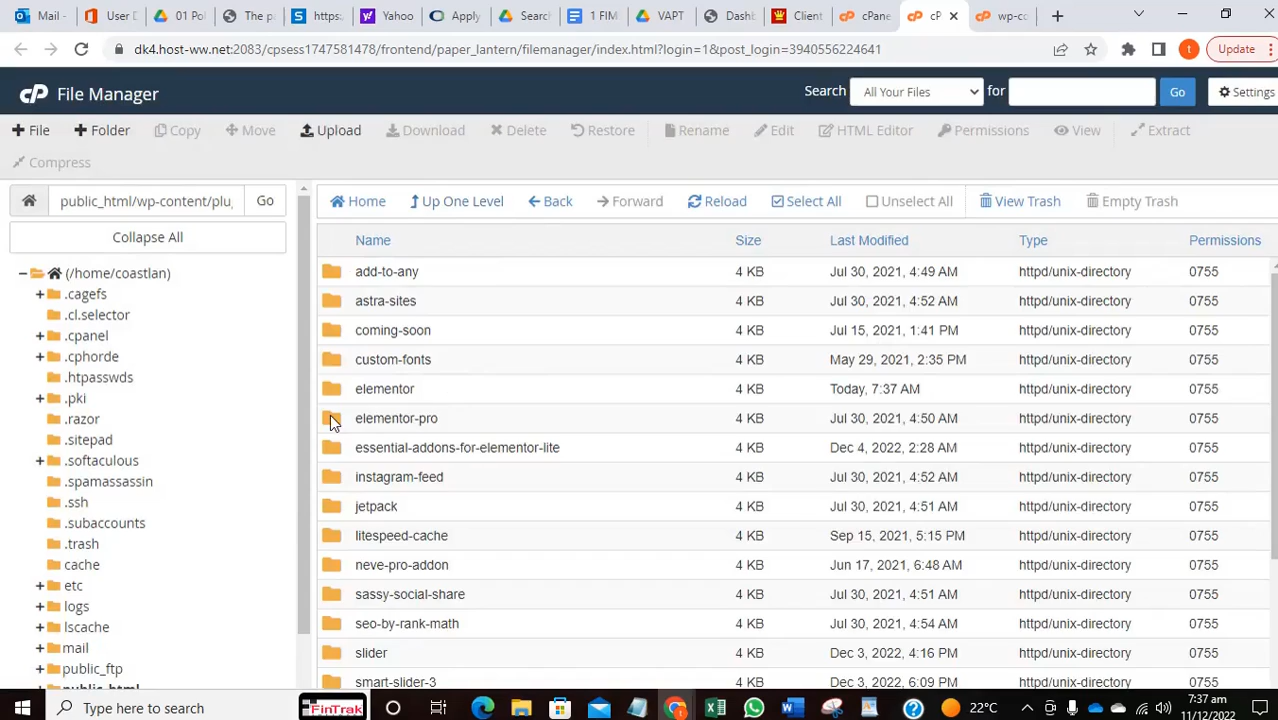 Mail -
User D
01 Pol
The p
https:
Yahoo
Apply
Search
1 FIM
VAPT
Dashb
Client
cPane
cP
wp-co
dk4.host-ww.net:2083/cpsess1747581478/frontend/paper_lantern/filemanager/index.html?login=1&post_login=3940556224641
t
Update
cP File Manager
Search All Your Files for Go Settings
File Folder Copy Move Upload Download Delete Restore Rename Edit HTML Editor Permissions View Extract
Compress
public_html/wp-content/plu Go
Collapse All
(/home/coastlan)
.cagefs
.cl.selector
.cpanel
.cphorde
.htpasswds
.pki
.razor
.sitepad
.softaculous
.spamassassin
.ssh
.subaccounts
.trash
cache
etc
logs
lscache
mail
public_ftp
public_html
Home Up One Level Back Forward Reload Select All Unselect All View Trash Empty Trash
Name Size Last Modified Type Permissions
add-to-any 4 KB Jul 30, 2021, 4:49 AM httpd/unix-directory 0755
astra-sites 4 KB Jul 30, 2021, 4:52 AM httpd/unix-directory 0755
coming-soon 4 KB Jul 15, 2021, 1:41 PM httpd/unix-directory 0755
custom-fonts 4 KB May 29, 2021, 2:35 PM httpd/unix-directory 0755
elementor 4 KB Today, 7:37 AM httpd/unix-directory 0755
elementor-pro 4 KB Jul 30, 2021, 4:50 AM httpd/unix-directory 0755
essential-addons-for-elementor-lite 4 KB Dec 4, 2022, 2:28 AM httpd/unix-directory 0755
instagram-feed 4 KB Jul 30, 2021, 4:52 AM httpd/unix-directory 0755
jetpack 4 KB Jul 30, 2021, 4:51 AM httpd/unix-directory 0755
litespeed-cache 4 KB Sep 15, 2021, 5:15 PM httpd/unix-directory 0755
neve-pro-addon 4 KB Jun 17, 2021, 6:48 AM httpd/unix-directory 0755
sassy-social-share 4 KB Jul 30, 2021, 4:51 AM httpd/unix-directory 0755
seo-by-rank-math 4 KB Jul 30, 2021, 4:54 AM httpd/unix-directory 0755
slider 4 KB Dec 3, 2022, 4:16 PM httpd/unix-directory 0755
smart-slider-3 4 KB Dec 3, 2022, 6:09 PM httpd/unix-directory 0755
Type here to search
FinTrak
22°C
7:37 am
11/12/2022